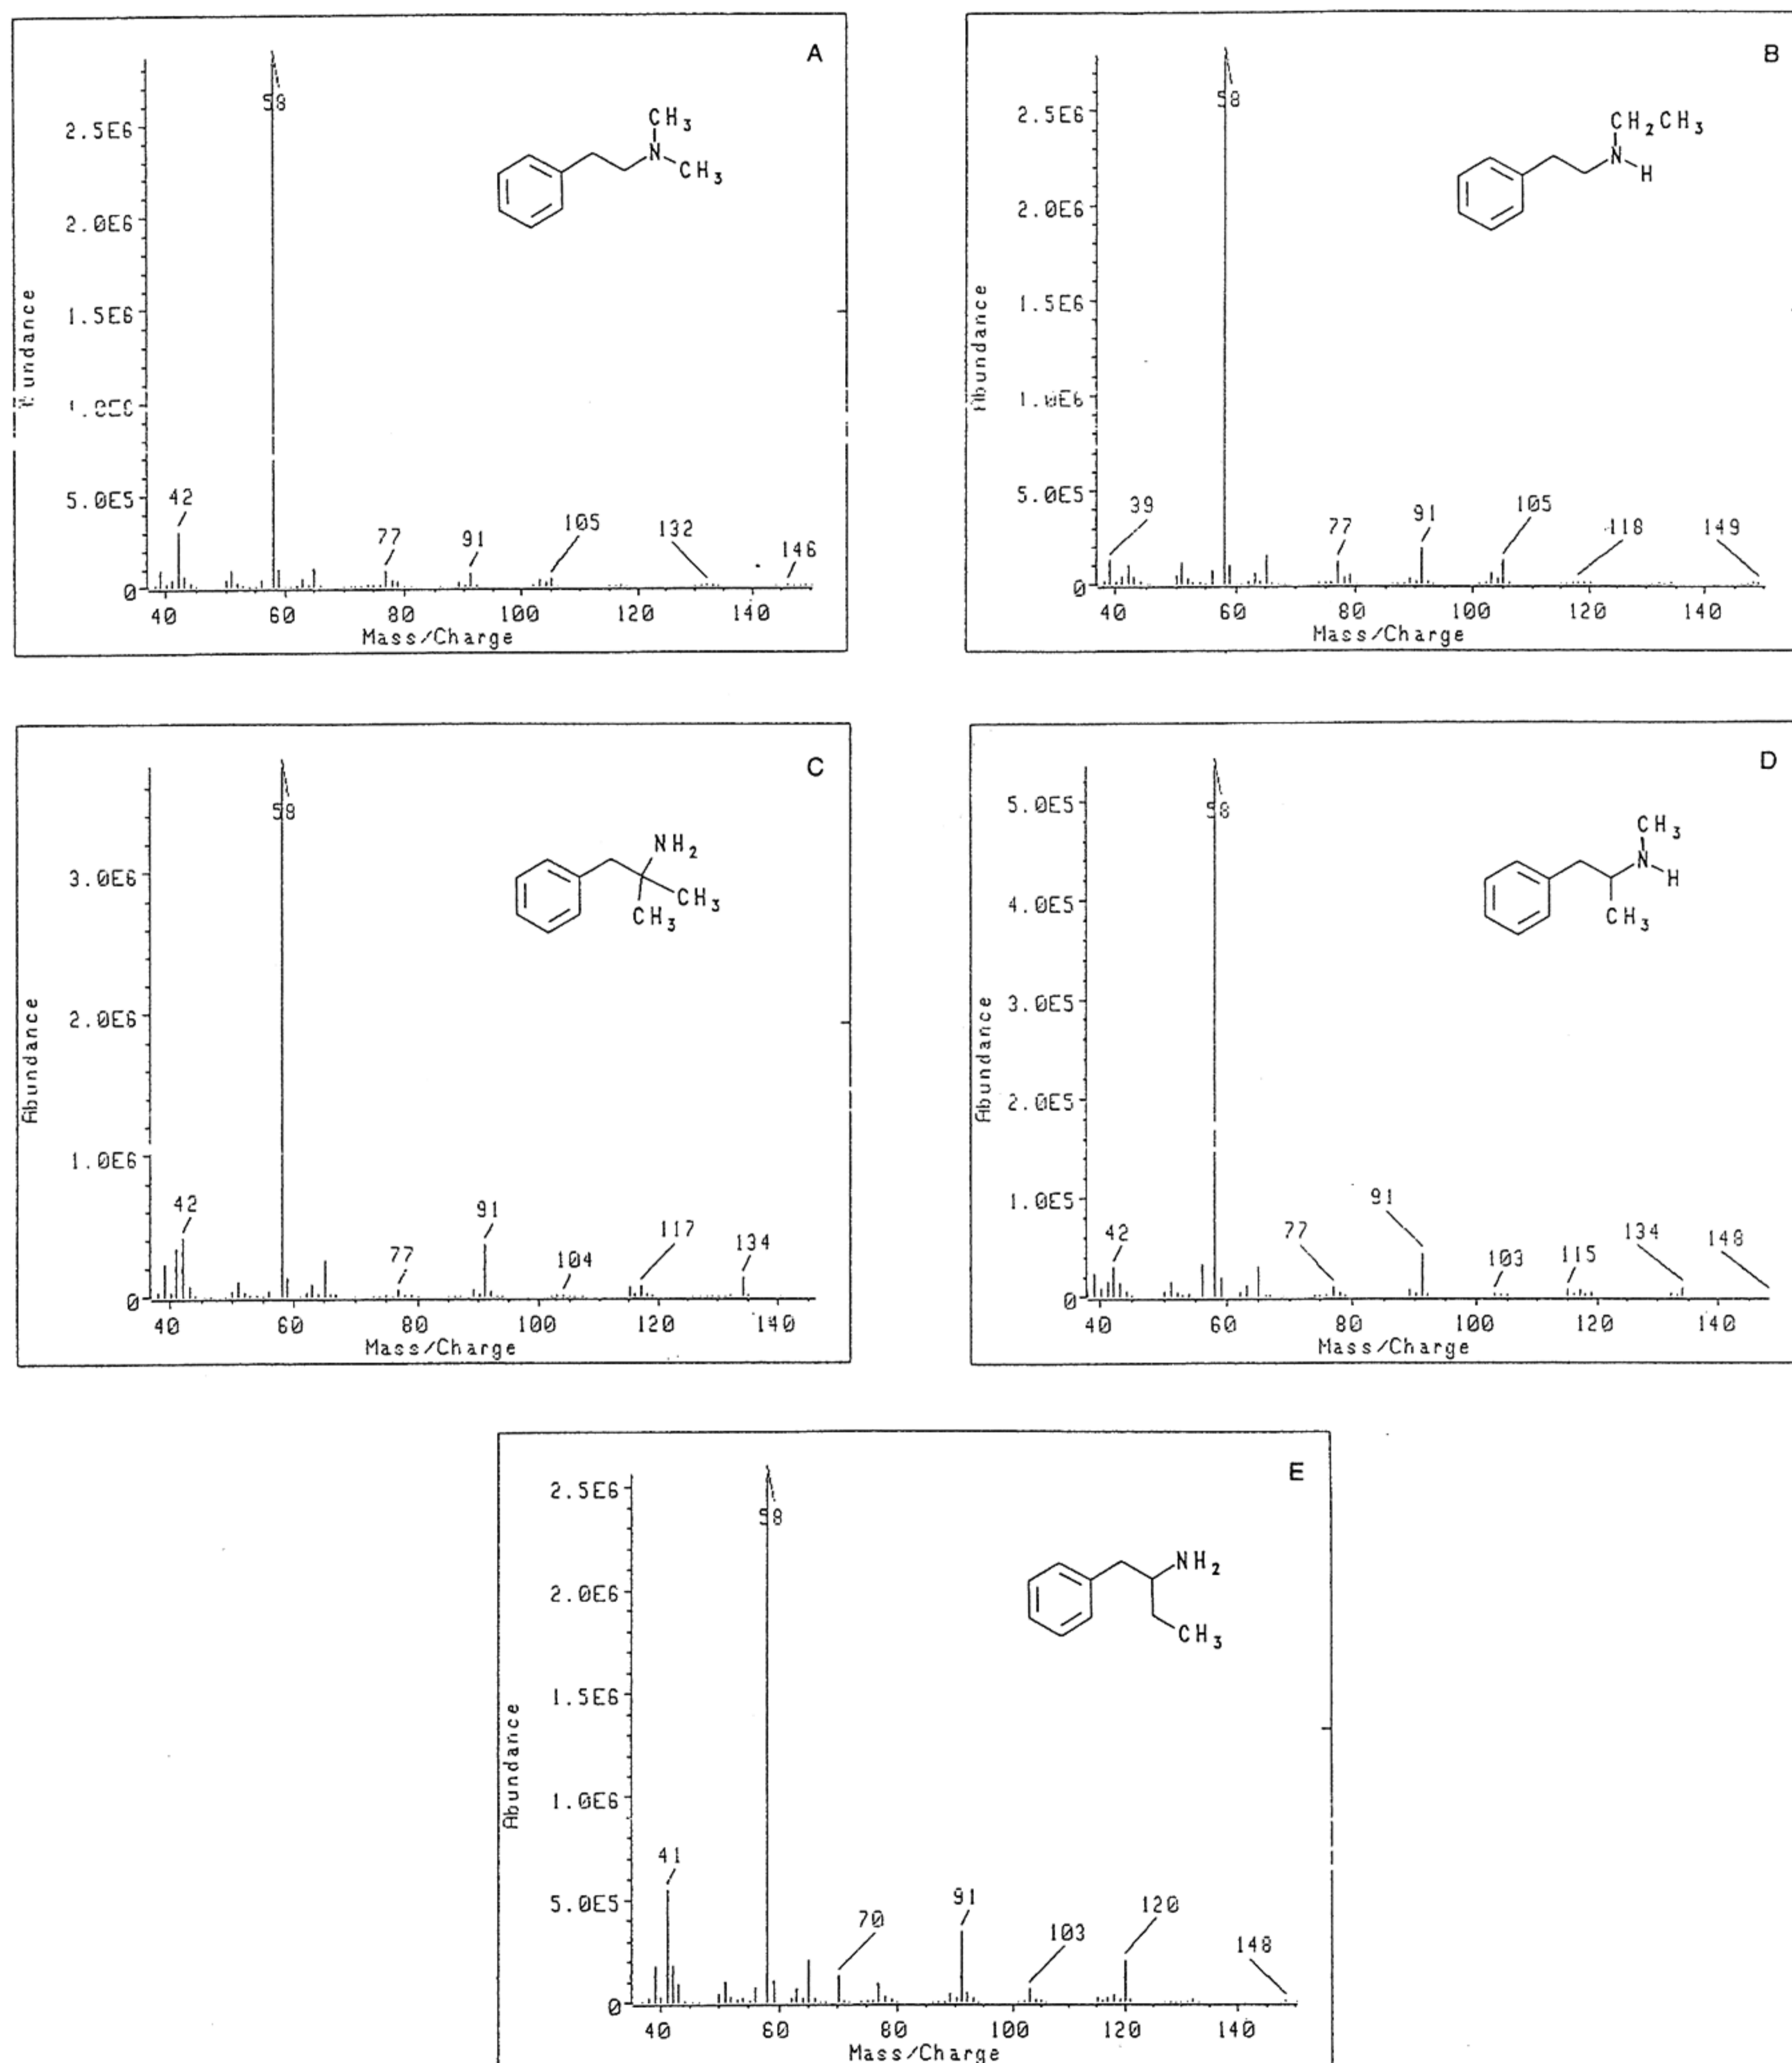 A
58
CH3
N
CH3
2.5E6
2.0E6
1.5E6
5.0E5
0
42
77
91
105
132
146
40 60 80 100 120 140
Mass/Charge
B
58
CH2CH3
N
H
Abundance
2.5E6
2.0E6
1.5E6
1.0E6
5.0E5
0
39
77
91
105
118
149
40 60 80 100 120 140
Mass/Charge
C
58
NH2
CH3
CH3
Abundance
3.0E6
2.0E6
1.0E6
0
42
77
91
104
117
134
40 60 80 100 120 140
Mass/Charge
D
58
CH3
N
H
CH3
Abundance
5.0E5
4.0E5
3.0E5
2.0E5
1.0E5
0
42
77
91
103
115
134
148
40 60 80 100 120 140
Mass/Charge
E
58
NH2
CH3
Abundance
2.5E6
2.0E6
1.5E6
1.0E6
5.0E5
0
41
70
91
103
120
148
40 60 80 100 120 140
Mass/Charge